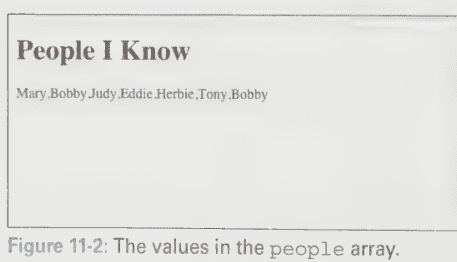 People I Know
Mary,Bobby,Judy,Eddie,Herbie,Tony,Bobby
Figure 11-2: The values in the people array.